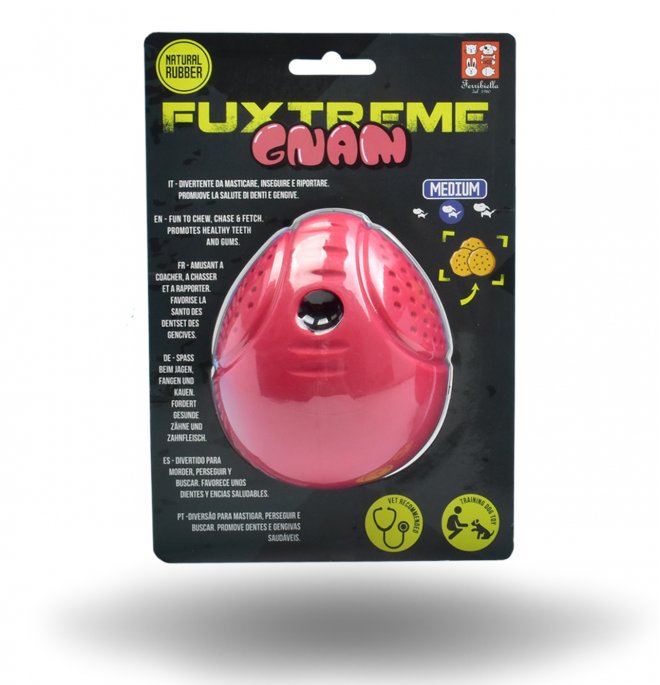 NATURAL
RUBBER
Ferribiella
FUXTREME
GNAM
IT - DIVERTENTE DA MASTICARE, INSEGUIRE E RIPORTARE.
PROMUOVE LA SALUTE DI DENTI E GENGIVE.
MEDIUM
EN - FUN TO CHEW, CHASE & FETCH.
PROMOTES HEALTHY TEETH
AND GUMS.
FR - AMUSANT A
COACHER, A CHASSER
ET A RAPPORTER.
FAVORISE LA
SANTO DES
DENTSET DES
GENCIVES.
DE - SPASS
BEIM JAGEN,
FANGEN UND
KAUEN.
FORDERT
GESUNDE
ZÄHNE UND
ZAHNFLEISCH.
ES - DIVERTIDO PARA
MORDER, PERSEGUIR Y
BUSCAR. FAVORECE UNOS
DIENTES Y ENCIAS SALUDABLES.
PT -DIVERSÃO PARA MASTIGAR, PERSEGUIR E
BUSCAR. PROMOVE DENTES E GENGIVAS
SAUDÁVEIS.
VET RECOMMENDED
TRAINING DOG TOY